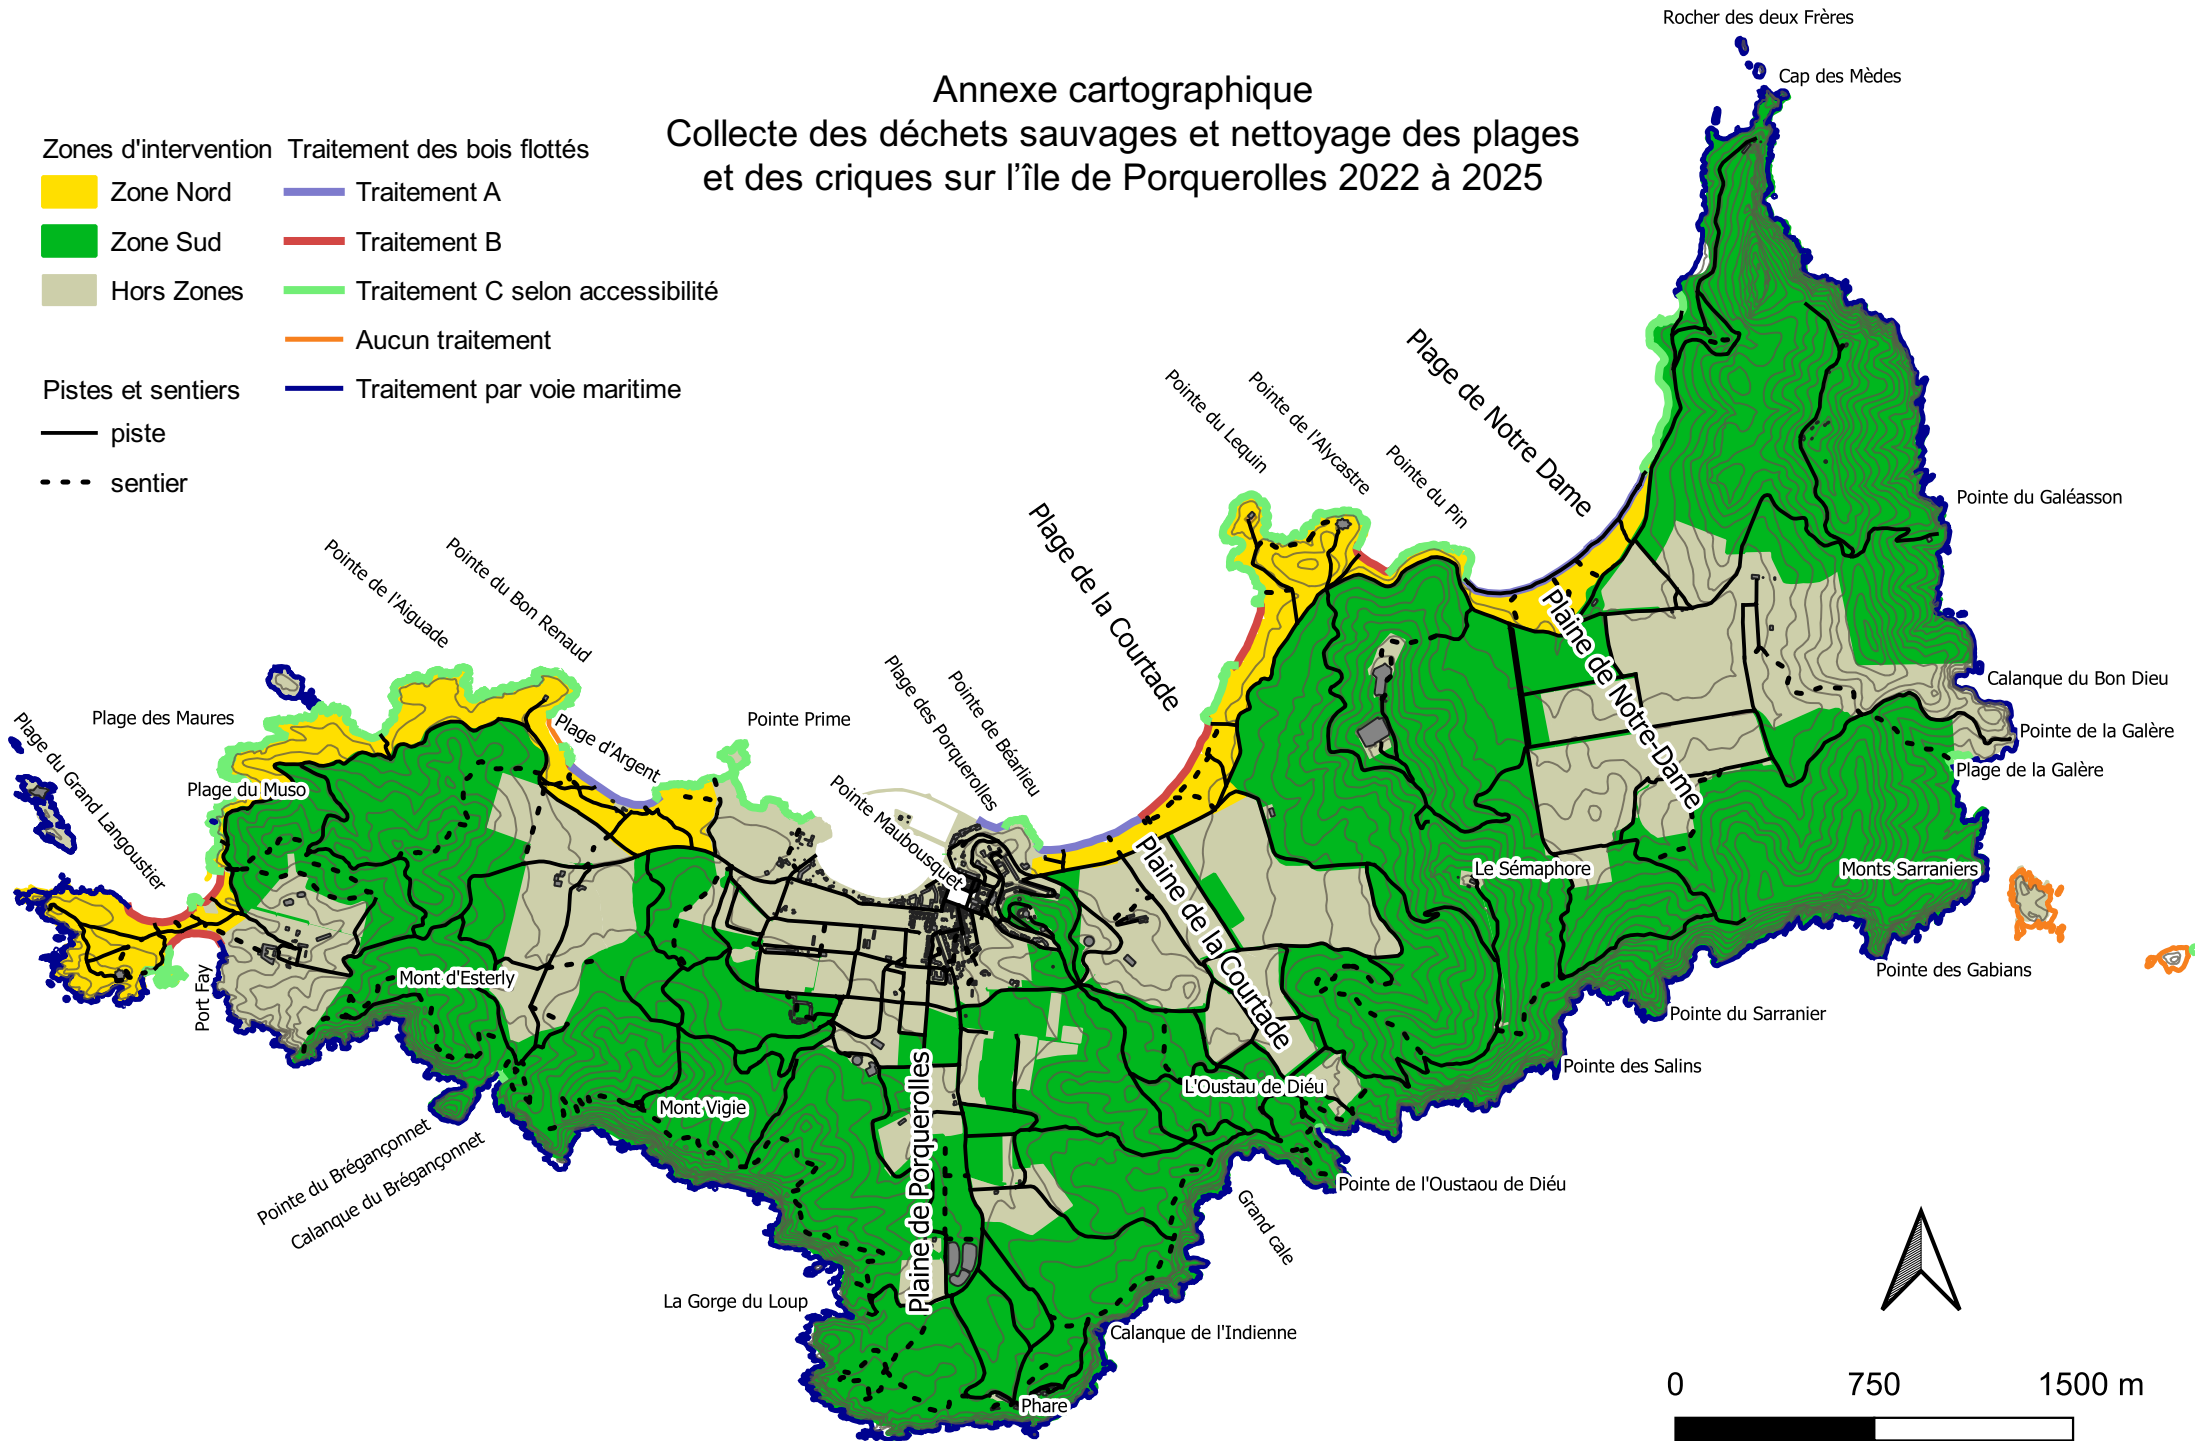 Annexe cartographique
Collecte des déchets sauvages et nettoyage des plages
et des criques sur l'île de Porquerolles 2022 à 2025
Zones d'intervention
Zone Nord
Zone Sud
Hors Zones
Traitement des bois flottés
Traitement A
Traitement B
Traitement C selon accessibilité
Aucun traitement
Traitement par voie maritime
Pistes et sentiers
piste
sentier
Rocher des deux Frères
Cap des Mèdes
Plage de Notre Dame
Pointe du Lequin
Pointe de l'Alycastre
Pointe du Pin
Pointe du Galéasson
Plage de la Courtade
Pointe de l'Aiguade
Pointe du Bon Renaud
Plage des Maures
Plage du Grand Langoustier
Plage du Muso
Plage d'Argent
Pointe Prime
Plage des Porquerolles
Pointe de Béarlieu
Pointe Maubousquet
Plaine de Notre-Dame
Calanque du Bon Dieu
Pointe de la Galère
Plage de la Galère
Plaine de la Courtade
Le Sémaphore
Monts Sarraniers
Port Fay
Mont d'Esterly
Pointe des Gabians
Pointe du Sarranier
Pointe des Salins
L'Oustau de Diéu
Mont Vigie
Plaine de Porquerolles
Pointe du Brégançonnet
Calanque du Brégançonnet
Pointe de l'Oustaou de Diéu
Grand cale
La Gorge du Loup
Calanque de l'Indienne
Phare
0 750 1500 m